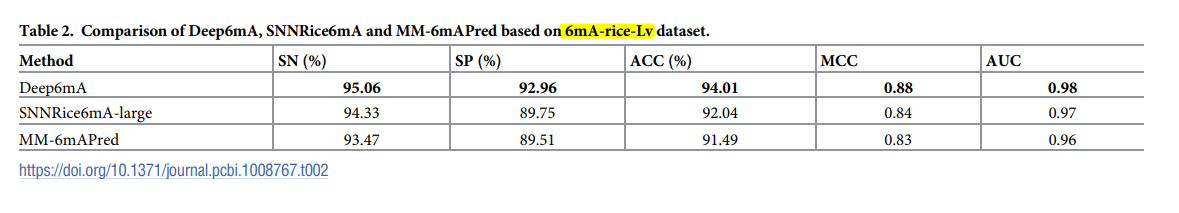 Table 2. Comparison of Deep6mA, SNNRice6mA and MM-6mAPred based on 6mA-rice-Lv dataset.
Method SN (%) SP (%) ACC (%) MCC AUC
Deep6mA 95.06 92.96 94.01 0.88 0.98
SNNRice6mA-large 94.33 89.75 92.04 0.84 0.97
MM-6mAPred 93.47 89.51 91.49 0.83 0.96
https://doi.org/10.1371/journal.pcbi.1008767.t002